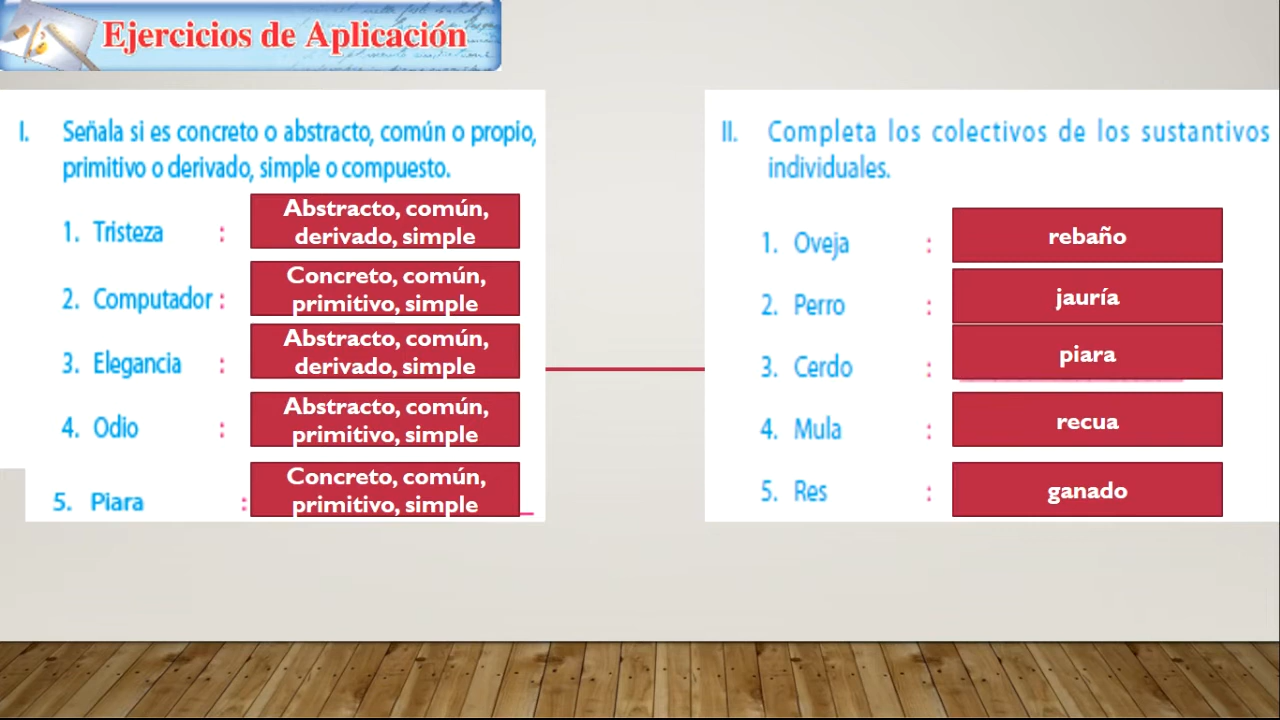 Ejercicios de Aplicación
I. Señala si es concreto o abstracto, común o propio,
primitivo o derivado, simple o compuesto.
1. Tristeza : Abstracto, común,
derivado, simple
2. Computador : Concreto, común,
primitivo, simple
3. Elegancia : Abstracto, común,
derivado, simple
4. Odio : Abstracto, común,
primitivo, simple
5. Piara : Concreto, común,
primitivo, simple
II. Completa los colectivos de los sustantivos
individuales.
1. Oveja : rebaño
2. Perro : jauría
3. Cerdo : piara
4. Mula : recua
5. Res : ganado